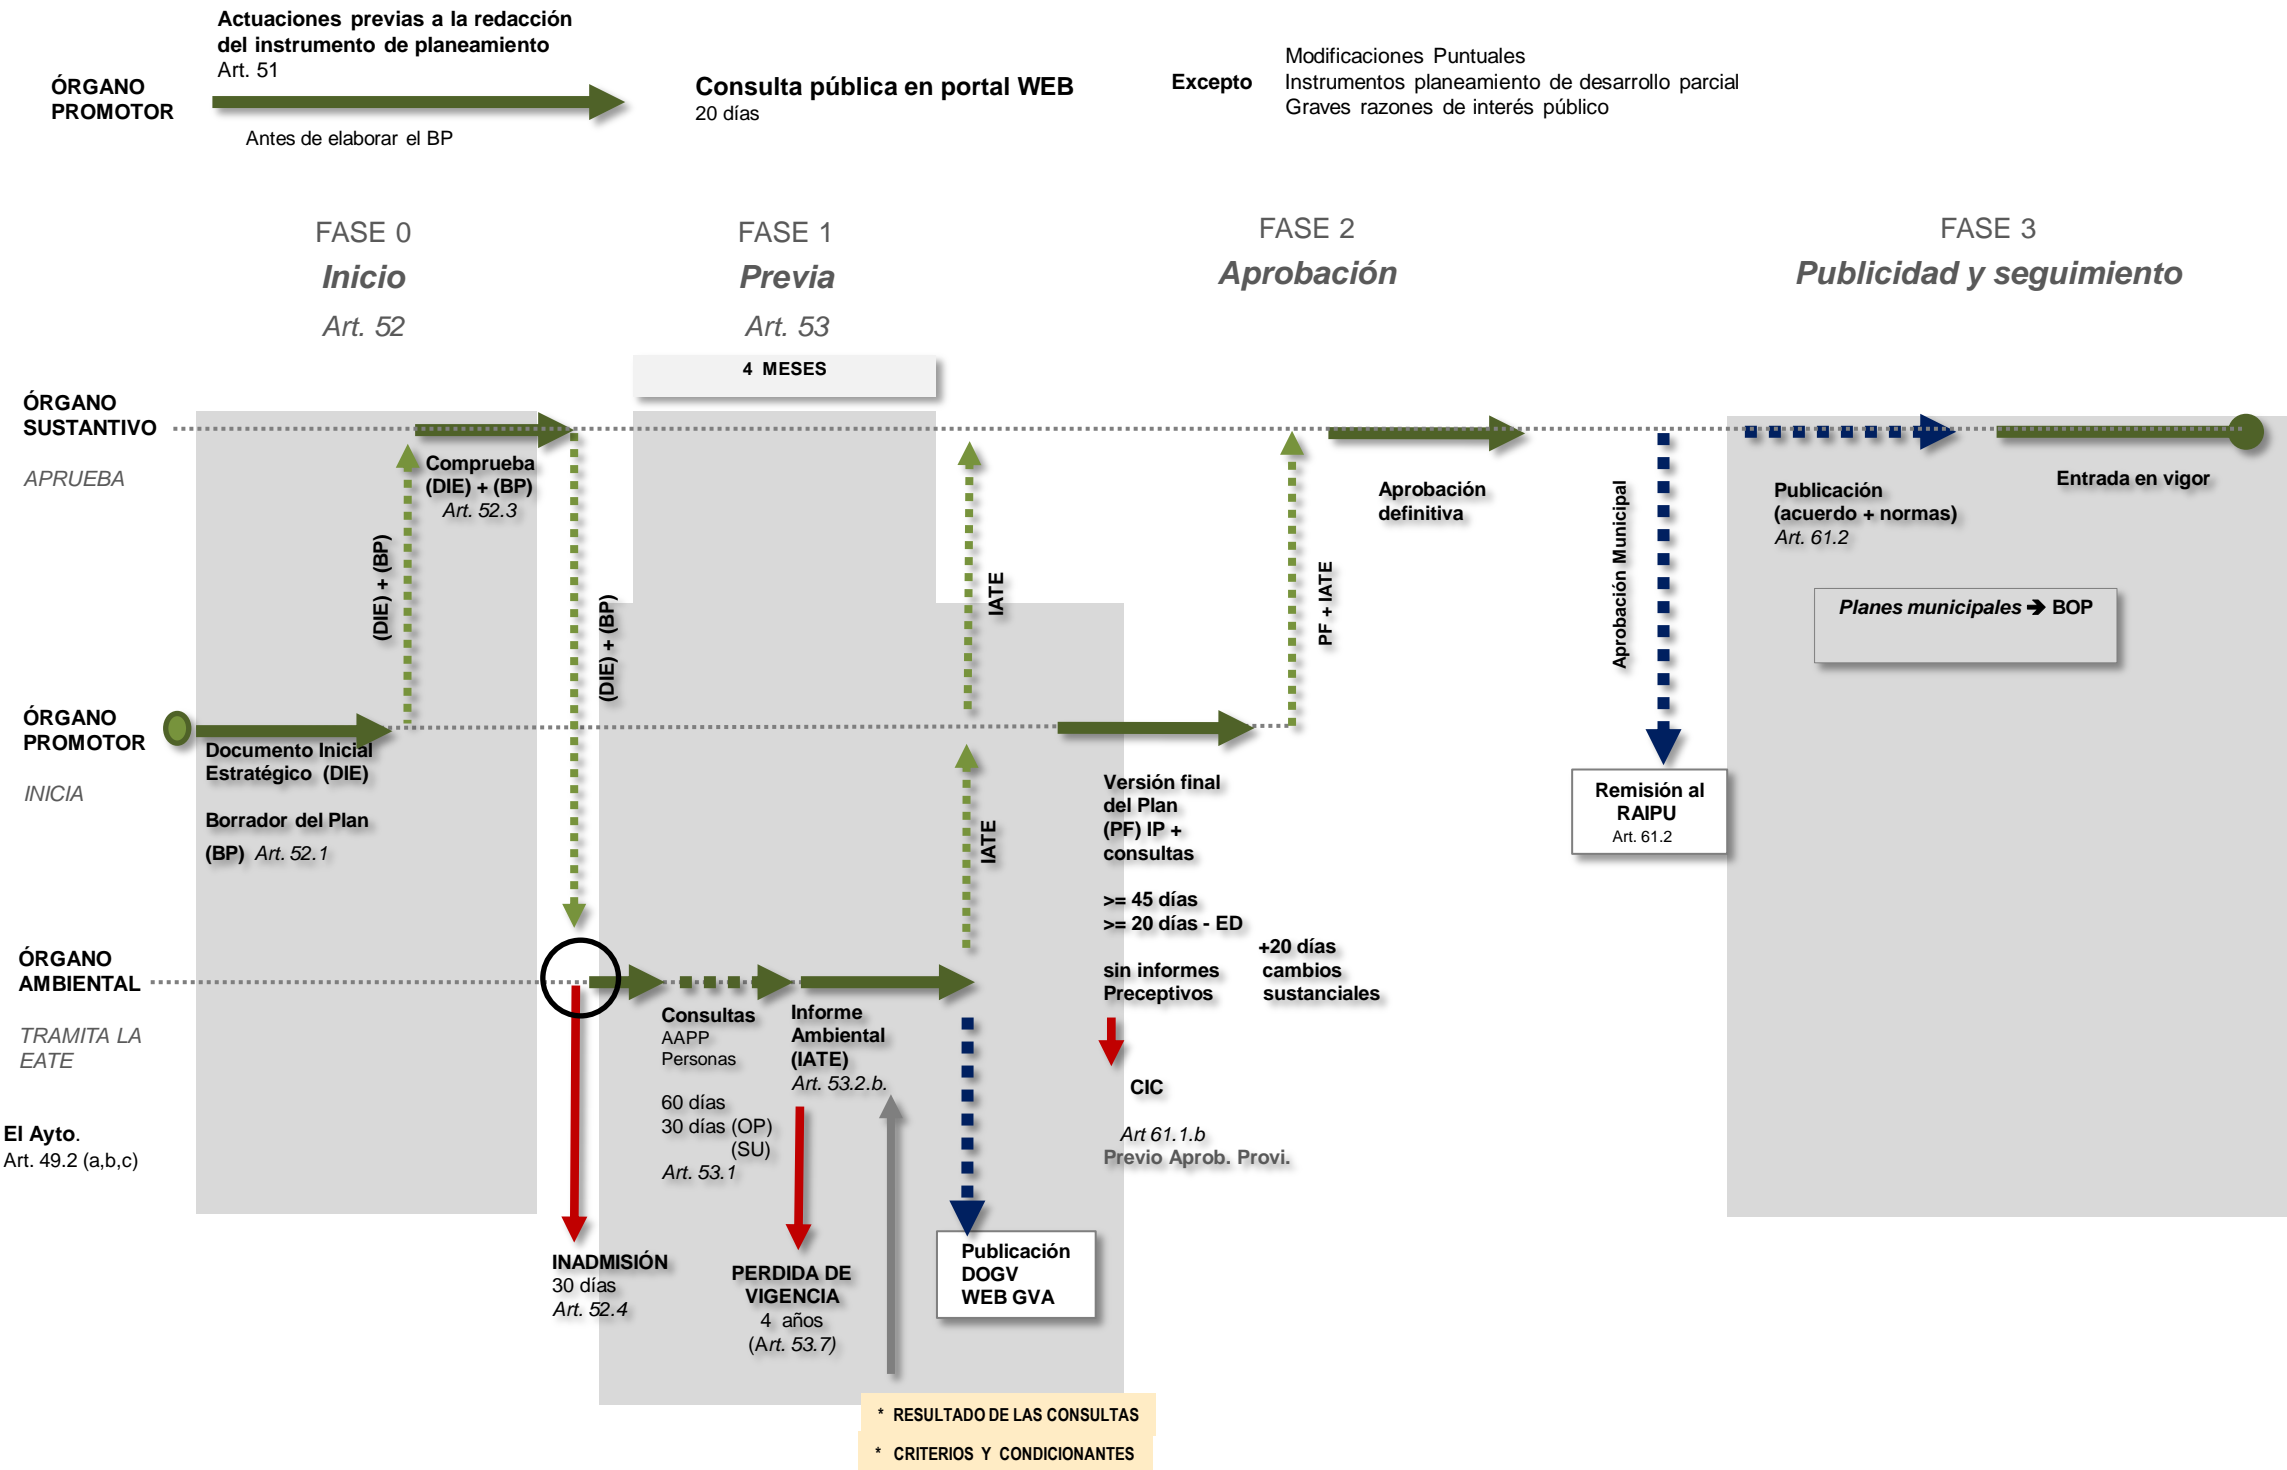 Actuaciones previas a la redacción
del instrumento de planeamiento
Art. 51
ÓRGANO
PROMOTOR
Antes de elaborar el BP
Consulta pública en portal WEB
20 días
Excepto
Modificaciones Puntuales
Instrumentos planeamiento de desarrollo parcial
Graves razones de interés público
FASE 0
Inicio
Art. 52
FASE 1
Previa
Art. 53
4 MESES
FASE 2
Aprobación
FASE 3
Publicidad y seguimiento
ÓRGANO
SUSTANTIVO
APRUEBA
Comprueba
(DIE) + (BP)
Art. 52.3
(DIE) + (BP)
(DIE) + (BP)
IATE
PF + IATE
Aprobación
definitiva
Aprobación Municipal
Publicación
(acuerdo + normas)
Art. 61.2
Entrada en vigor
Planes municipales ➔ BOP
ÓRGANO
PROMOTOR
INICIA
Documento Inicial
Estratégico (DIE)
Borrador del Plan
(BP) Art. 52.1
IATE
Versión final
del Plan
(PF) IP +
consultas
>= 45 días
>= 20 días - ED
sin informes
Preceptivos
+20 días
cambios
sustanciales
Remisión al
RAIPU
Art. 61.2
ÓRGANO
AMBIENTAL
TRAMITA LA
EATE
El Ayto.
Art. 49.2 (a,b,c)
Consultas
AAPP
Personas
60 días
30 días (OP)
(SU)
Art. 53.1
Informe
Ambiental
(IATE)
Art. 53.2.b.
CIC
Art 61.1.b
Previo Aprob. Provi.
INADMISIÓN
30 días
Art. 52.4
PERDIDA DE
VIGENCIA
4 años
(Art. 53.7)
Publicación
DOGV
WEB GVA
* RESULTADO DE LAS CONSULTAS
* CRITERIOS Y CONDICIONANTES